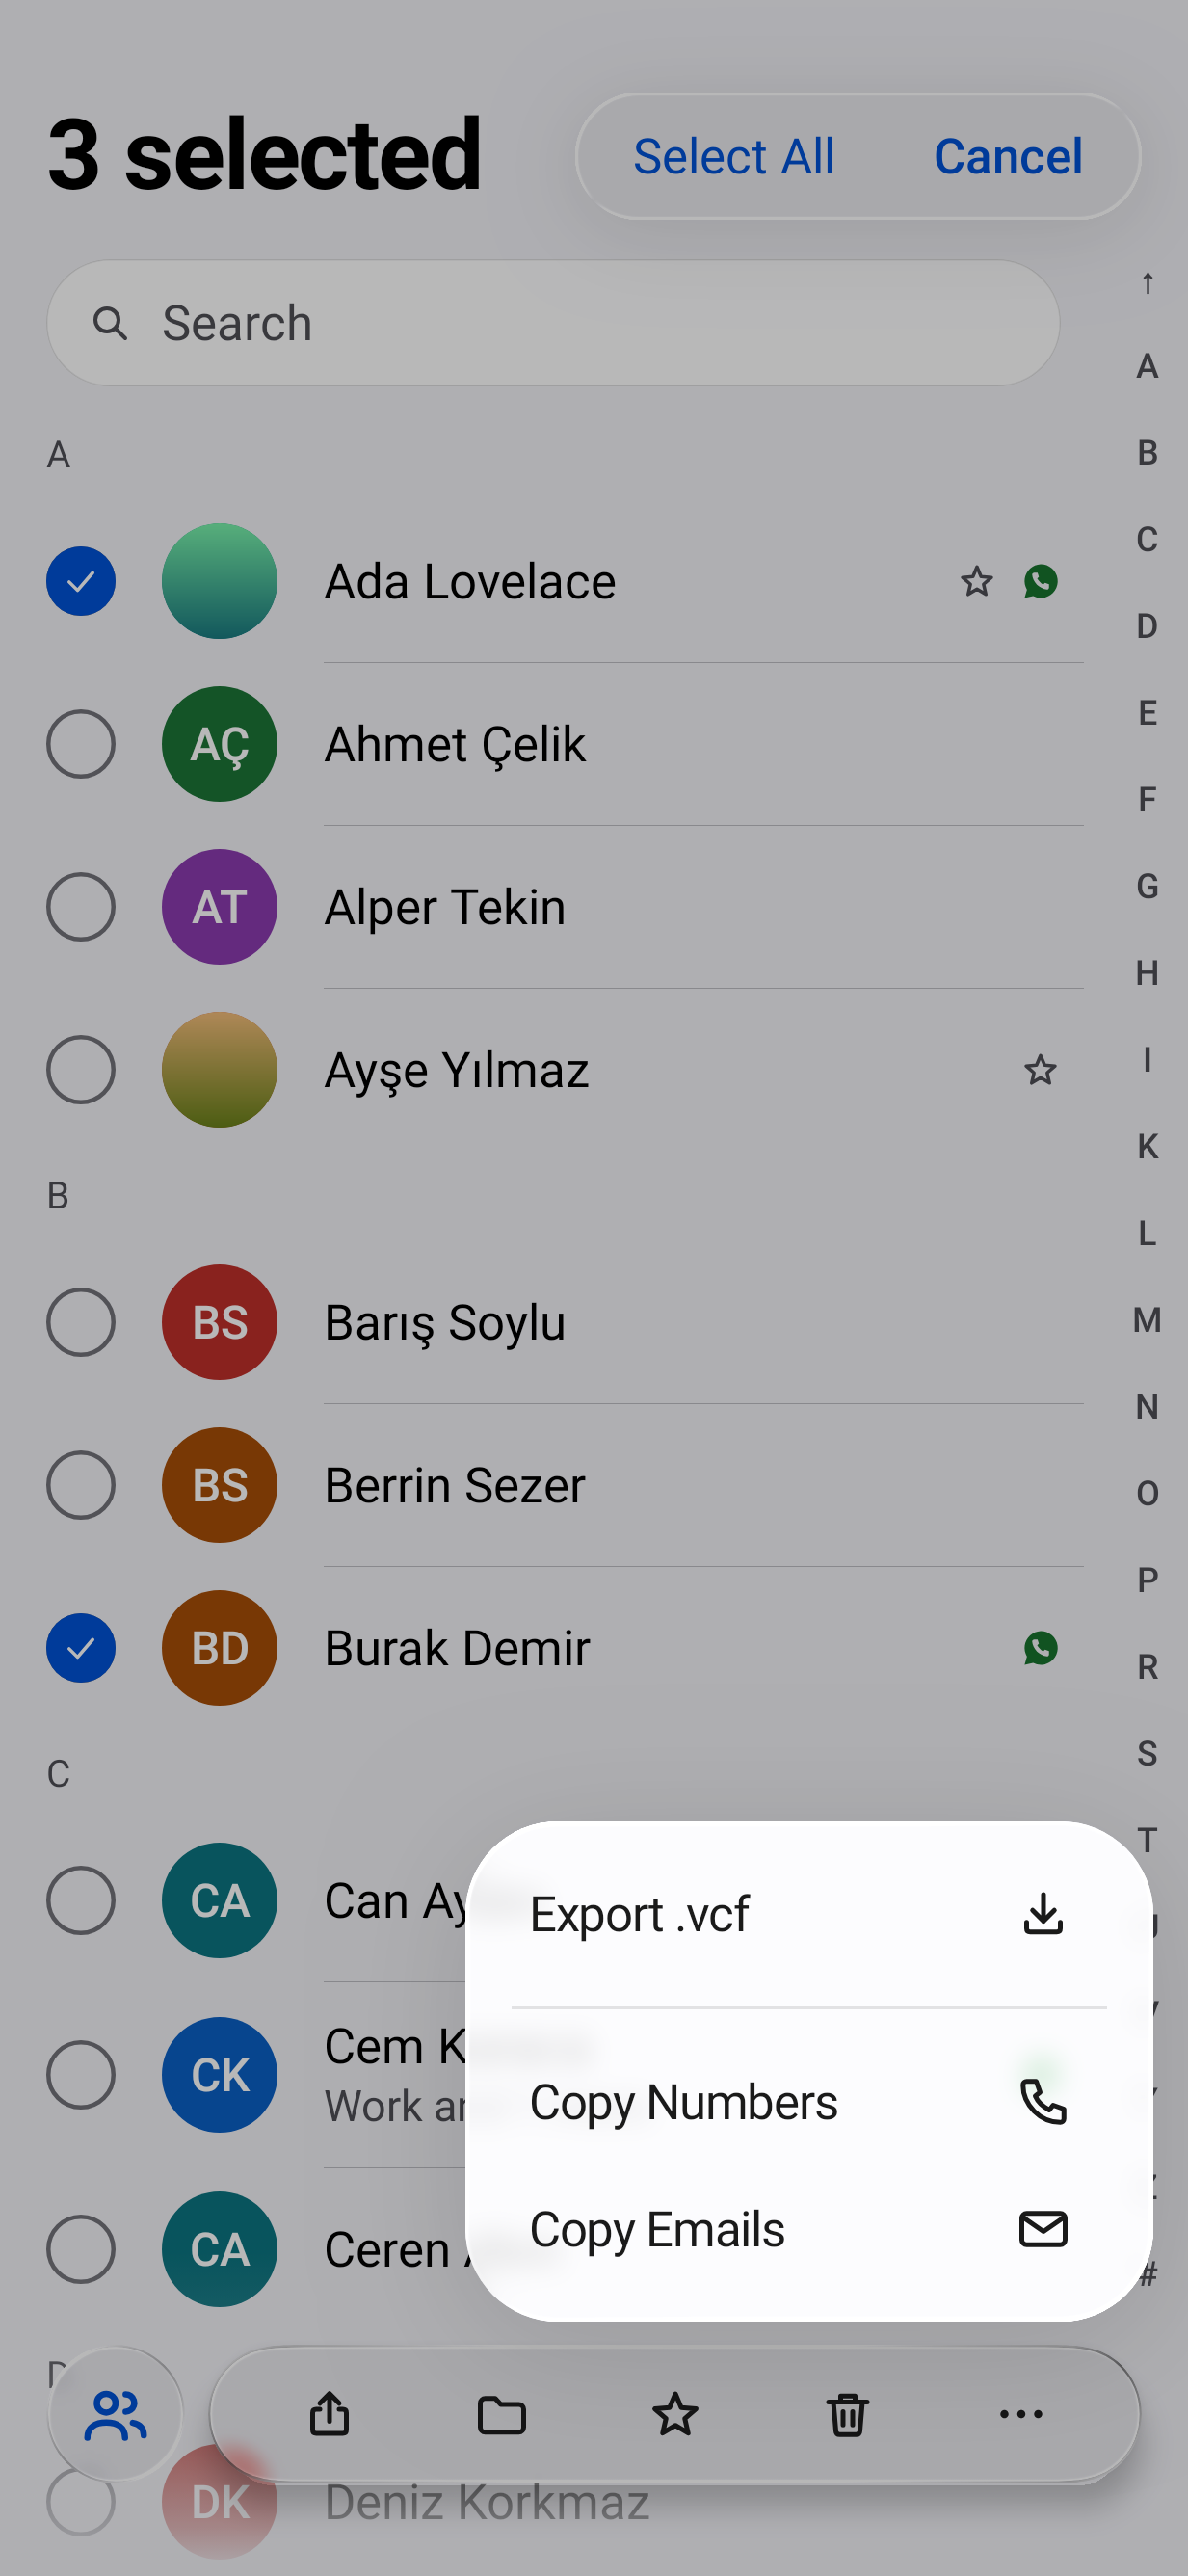 3 selected
Select All
Cancel
Search
↑
A
B
C
D
E
F
G
H
I
K
L
M
N
O
P
R
S
T
#
A
Ada Lovelace
AÇ
Ahmet Çelik
AT
Alper Tekin
Ayşe Yılmaz
B
BS
Barış Soylu
BS
Berrin Sezer
BD
Burak Demir
C
CA
Can
CK
Cem
Work
CA
Ceren
Export .vcf
Copy Numbers
Copy Emails
DK
Deniz Korkmaz